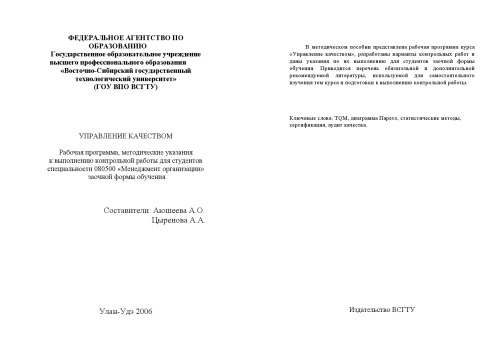 ФЕДЕРАЛЬНОЕ АГЕНТСТВО ПО
ОБРАЗОВАНИЮ
Государственное образовательное учреждение
высшего профессионального образования
«Восточно-Сибирский государственный
технологический университет»
(ГОУ ВПО ВСГТУ)
УПРАВЛЕНИЕ КАЧЕСТВОМ
Рабочая программа, методические указания
к выполнению контрольной работы для студентов
специальности 080500 «Менеджмент организации»
заочной формы обучения
Составители: Аюшеева А.О.
Цыренова А.А.
Улан-Удэ 2006
В методическом пособии представлена рабочая программа курса
«Управление качеством», разработаны варианты контрольных работ и
даны указания по их выполнению для студентов заочной формы
обучения. Приводится перечень обязательной и дополнительной
рекомендуемой литературы, используемой для самостоятельного
изучения тем курса и подготовки к выполнению контрольной работы.
Ключевые слова: TQM, диаграмма Парето, статистические методы,
сертификация, аудит качества.
Издательство ВСГТУ